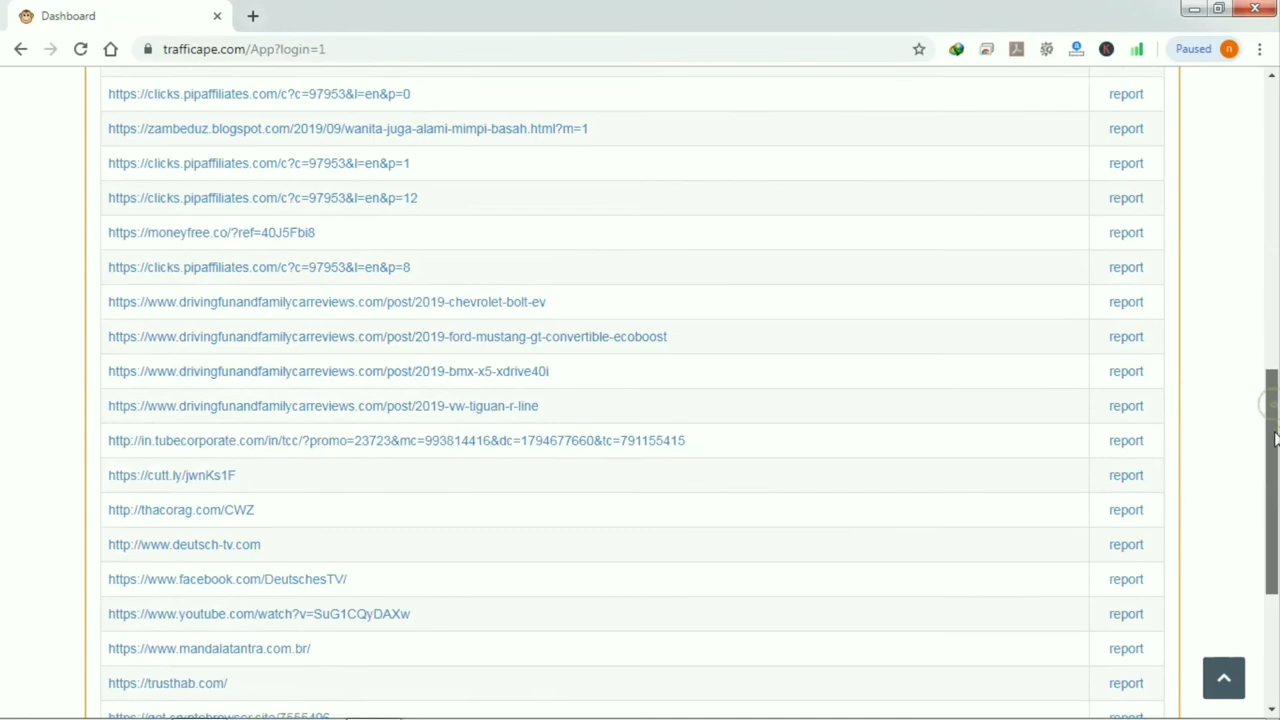 Dashboard
trafficape.com/App?login=1
Paused n
https://clicks.pipaffiliates.com/c?c=97953&l=en&p=0 report
https://zambeduz.blogspot.com/2019/09/wanita-juga-alami-mimpi-basah.html?m=1 report
https://clicks.pipaffiliates.com/c?c=97953&l=en&p=1 report
https://clicks.pipaffiliates.com/c?c=97953&l=en&p=12 report
https://moneyfree.co/?ref=40J5Fbi8 report
https://clicks.pipaffiliates.com/c?c=97953&l=en&p=8 report
https://www.drivingfunandfamilycarreviews.com/post/2019-chevrolet-bolt-ev report
https://www.drivingfunandfamilycarreviews.com/post/2019-ford-mustang-gt-convertible-ecoboost report
https://www.drivingfunandfamilycarreviews.com/post/2019-bmx-x5-xdrive40i report
https://www.drivingfunandfamilycarreviews.com/post/2019-vw-tiguan-r-line report
http://in.tubecorporate.com/in/tcc/?promo=23723&mc=993814416&dc=1794677660&tc=791155415 report
https://cutt.ly/jwnKs1F report
http://thacorag.com/CWZ report
http://www.deutsch-tv.com report
https://www.facebook.com/DeutschesTV/ report
https://www.youtube.com/watch?v=SuG1CQyDAXw report
https://www.mandalatantra.com.br/ report
https://trusthab.com/ report
https://get.cryptobrowser.site/7555406 report